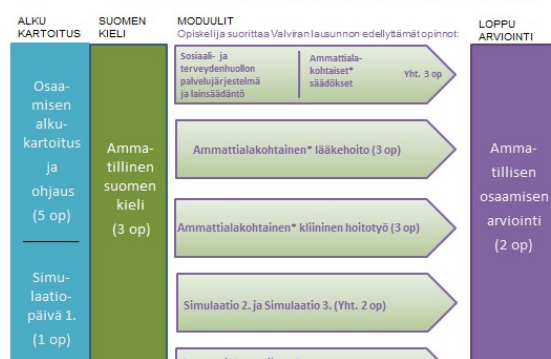 ALKU
KARTOITUS
SUOMEN
KIELI
MODUULIT
Opiskelija suorittaa Valviran lausunnon edellyttämät opinnot:
LOPPU
ARVIOINTI
Osaa-
misen
alku-
kartoitus
ja
ohjaus
(5 op)
Simu-
laatio-
päivä 1.
(1 op)
Amma-
tillinen
suomen
kieli
(3 op)
Sosiaali- ja
terveydenhuollon
palvelujärjestelmä
ja lainsäädäntö
Ammattiala-
kohtaiset*
säädökset
Yht. 3 op
Ammattialakohtainen* lääkehoito (3 op)
Ammattialakohtainen* kliininen hoitotyö (3 op)
Simulaatio 2. ja Simulaatio 3. (Yht. 2 op)
Amma-
tillisen
osaamisen
arviointi
(2 op)